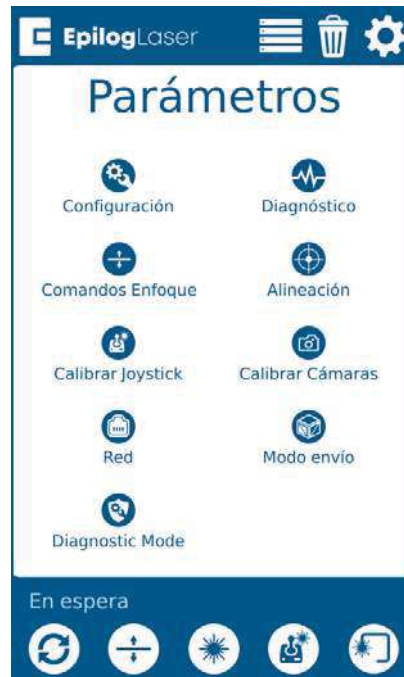 EpilogLaser
Parámetros
Configuración
Diagnóstico
Comandos Enfoque
Alineación
Calibrar Joystick
Calibrar Cámaras
Red
Modo envío
Diagnostic Mode
En espera